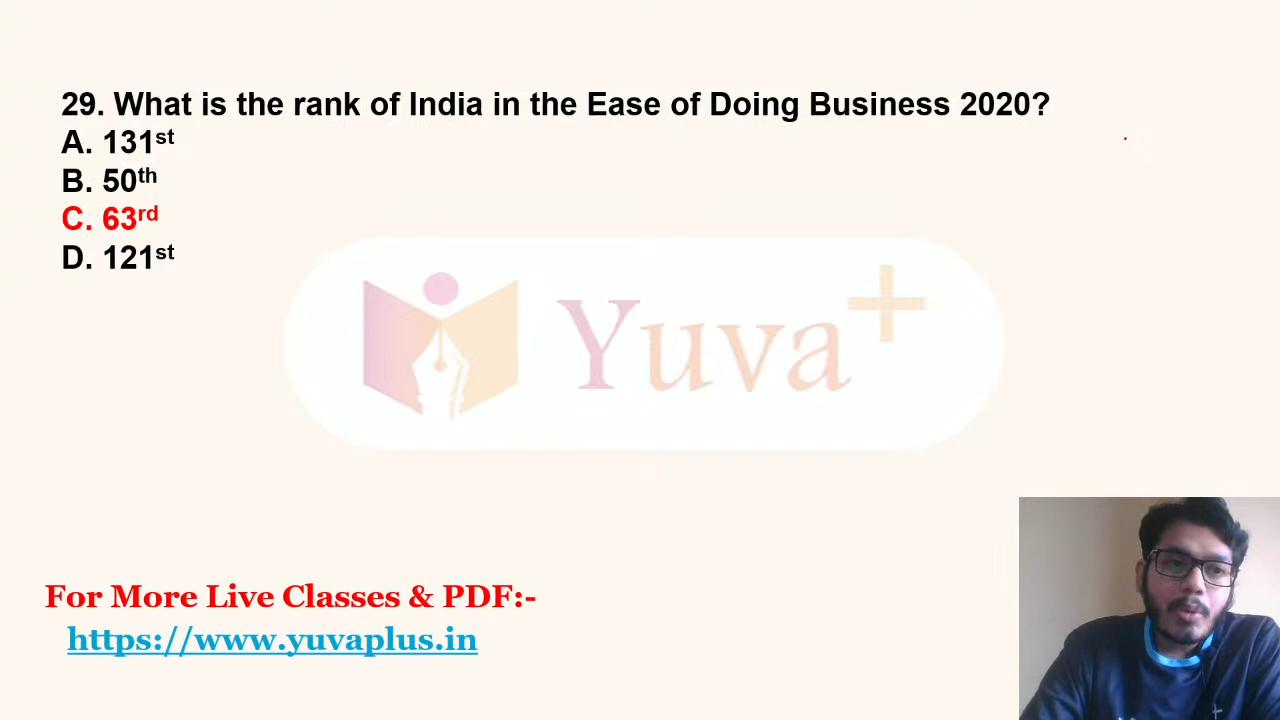 29. What is the rank of India in the Ease of Doing Business 2020?
A. 131st
B. 50th
C. 63rd
D. 121st
Yuva+
For More Live Classes & PDF:-
https://www.yuvaplus.in